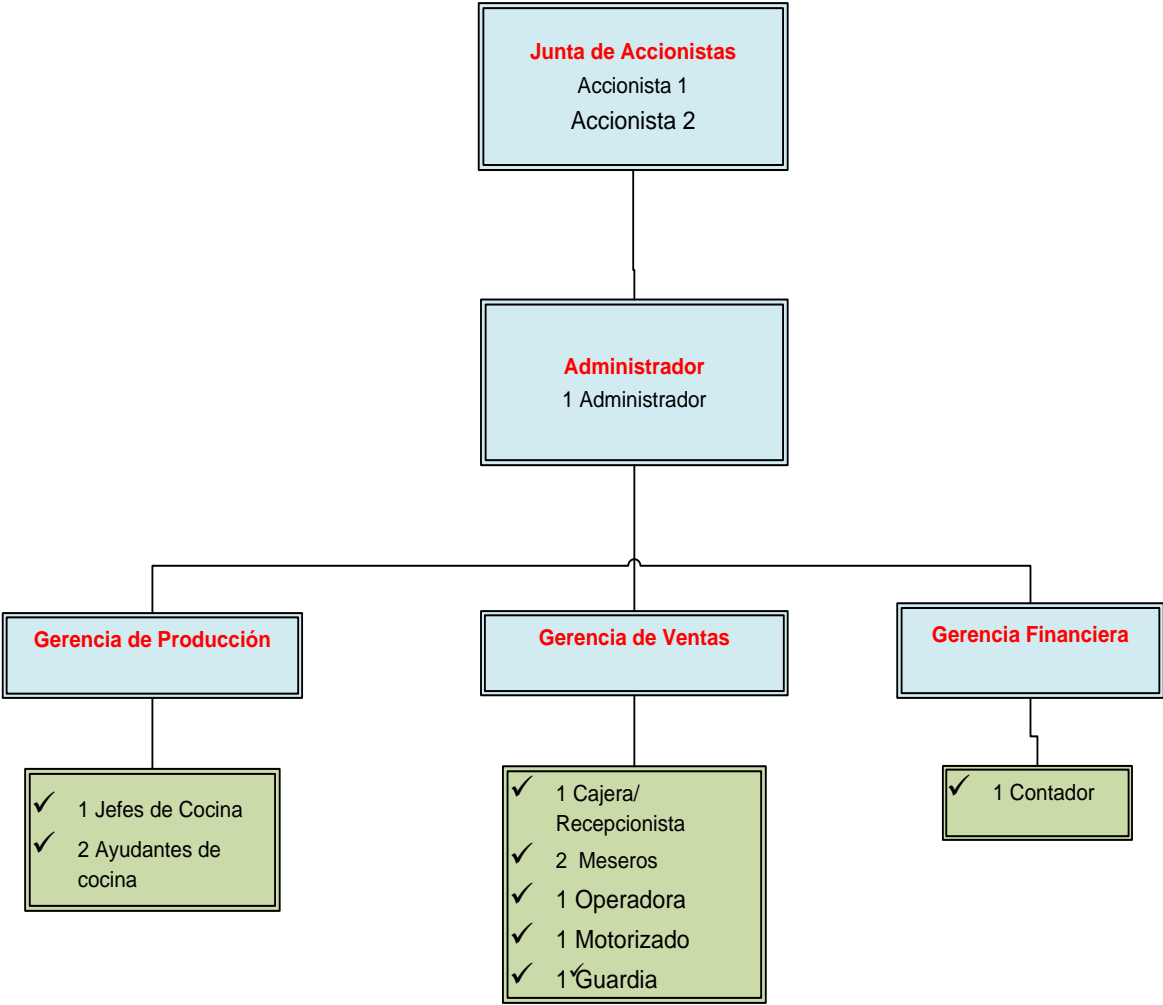 Junta de Accionistas
Accionista 1
Accionista 2
Administrador
1 Administrador
Gerencia de Producción
Gerencia de Ventas
Gerencia Financiera
✓ 1 Jefes de Cocina
✓ 2 Ayudantes de
cocina
✓ 1 Cajera/
Recepcionista
✓ 2 Meseros
✓ 1 Operadora
✓ 1 Motorizado
✓ 1 Guardia
✓ 1 Contador